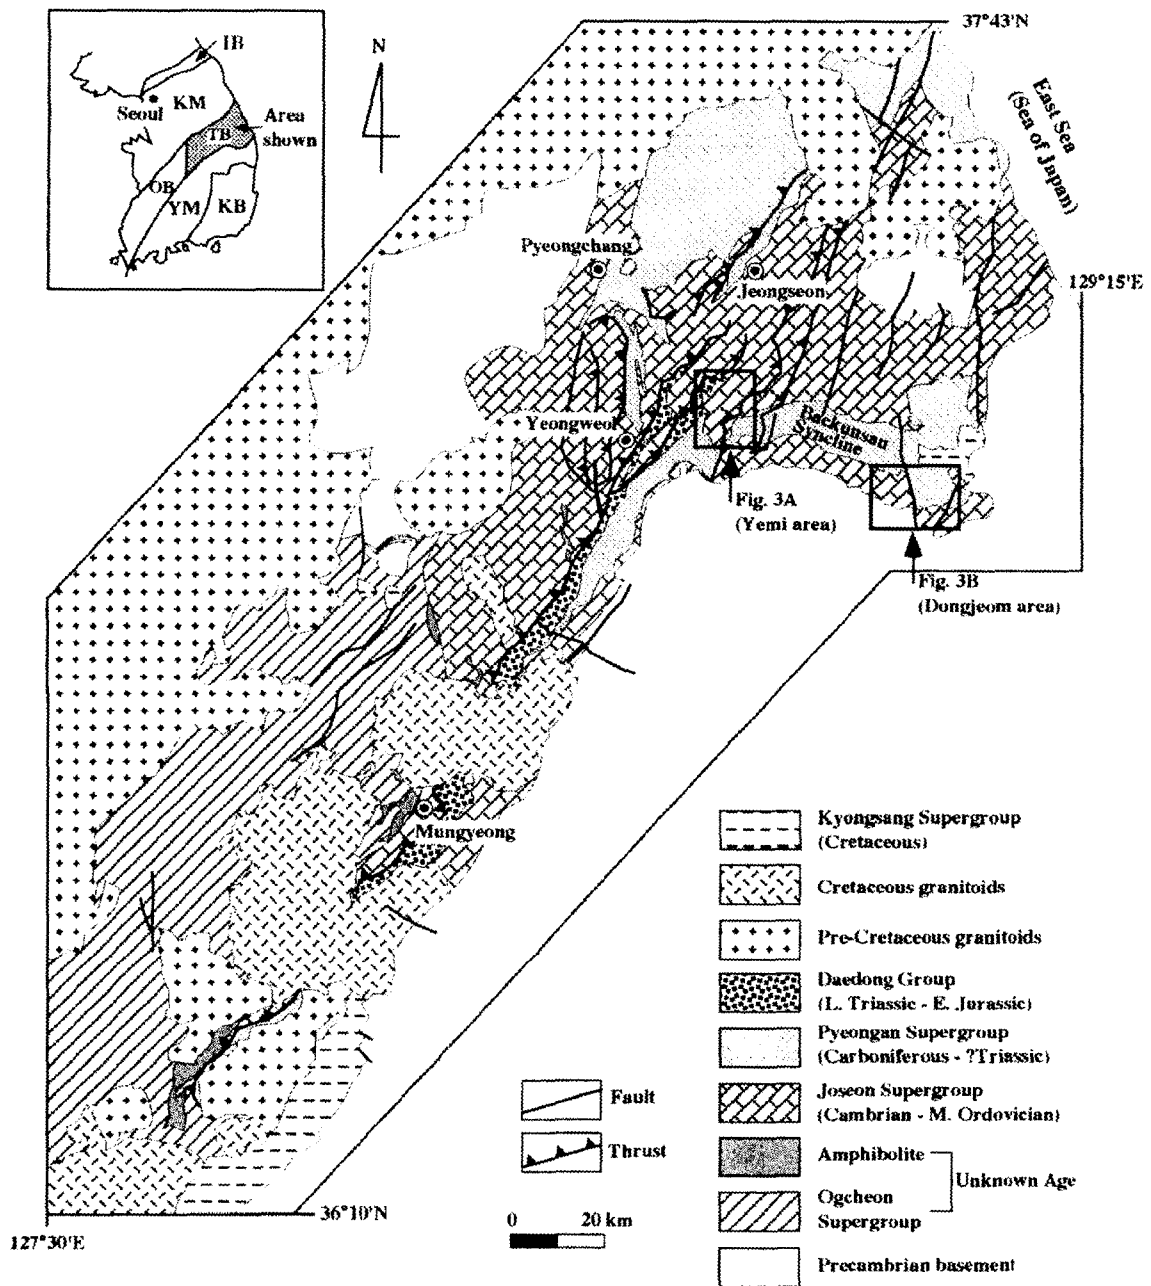 37°43'N
IB
N
East Sea
(Sea of Japan)
KM
Seoul
Area
shown
TB
OB
YM
KB
Pyeongchang
Jeongseon
129°15'E
Yeongweol
Backunsan
Syncline
Fig. 3A
(Yemi area)
Fig. 3B
(Dongjeom area)
Mungyeong
Kyongsang Supergroup
(Cretaceous)
Cretaceous granitoids
Pre-Cretaceous granitoids
Daedong Group
(L. Triassic - E. Jurassic)
Pyeongan Supergroup
(Carboniferous - ?Triassic)
Joseon Supergroup
(Cambrian - M. Ordovician)
Amphibolite
Unknown Age
Ogcheon
Supergroup
Precambrian basement
Fault
Thrust
0 20 km
36°10'N
127°30'E